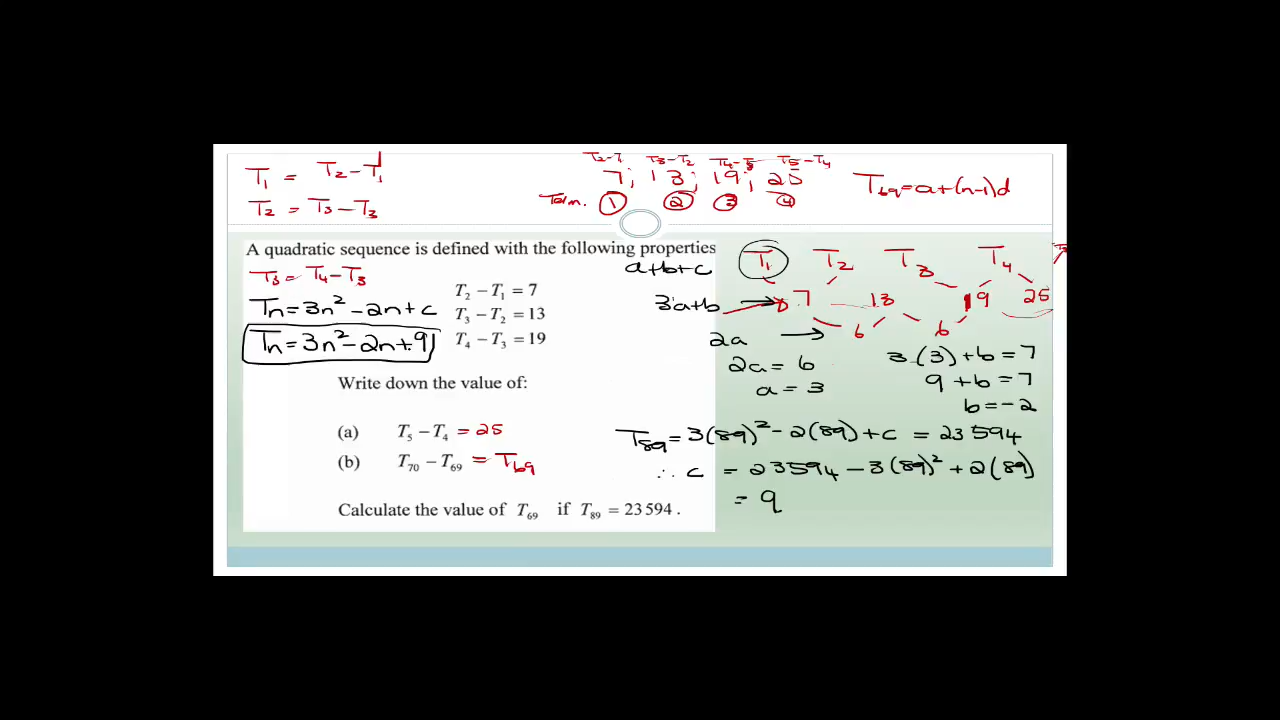 T₁ = T₂ - T₁
T₂ = T₃ - T₃
T₂-T₁ T₃-T₂ T₄-T₃ T₅-T₄
7; 13; 19; 25
Term. ① ② ③ ④
T₆₉ = a+(n-1)d
A quadratic sequence is defined with the following properties
T₃ = T₄ - T₃
Tn = 3n² - 2n + c
Tn = 3n² - 2n + 9
T₂ – T₁ = 7
T₃ – T₂ = 13
T₄ – T₃ = 19
Write down the value of:
(a) T₅ – T₄ = 25
(b) T₇₀ – T₆₉ = T₆₉
Calculate the value of T₆₉ if T₈₉ = 23 594 .
a+b+c T₁ T₂ T₃ T₄
3a+b 7 13 19 25
2a 6 6
2a = 6
a = 3
3(3) + b = 7
9 + b = 7
b = -2
T₈₉ = 3(89)² - 2(89) + c = 23594
∴ c = 23594 - 3(89)² + 2(89)
= 9